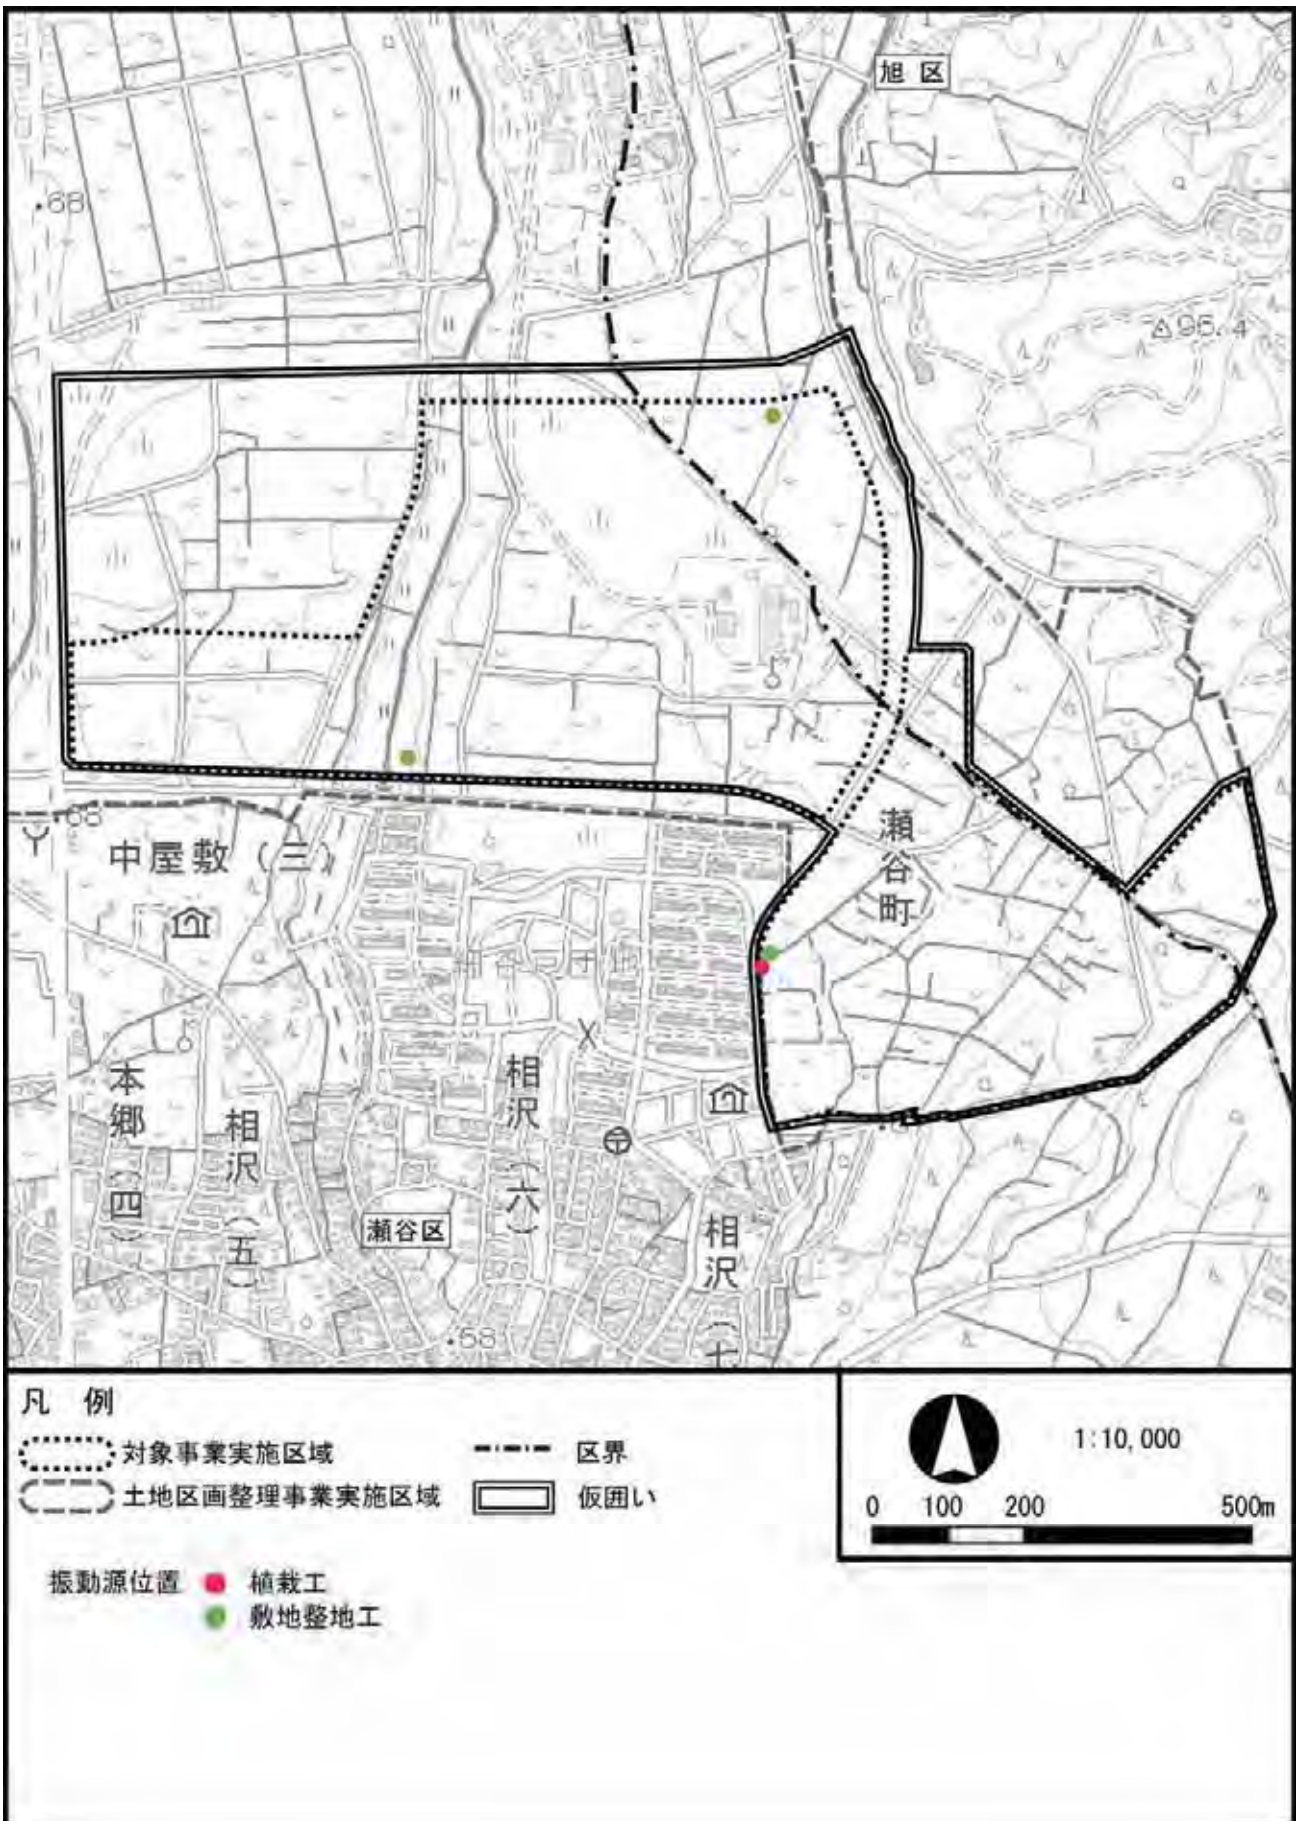 旭区
68
96.4
68
中屋敷(三)
瀬谷町
本郷(四)
相沢(五)
相沢(六)
瀬谷区
相沢(七
58
凡 例
対象事業実施区域
区界
土地区画整理事業実施区域
仮囲い
1:10,000
0 100 200 500m
振動源位置 植栽工
敷地整地工